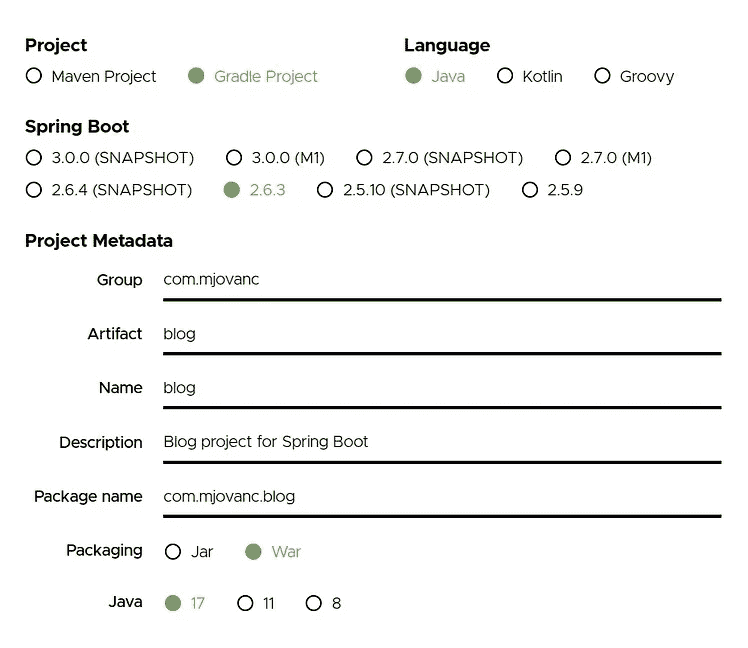 Project
Maven Project Gradle Project
Language
Java Kotlin Groovy
Spring Boot
3.0.0 (SNAPSHOT) 3.0.0 (M1) 2.7.0 (SNAPSHOT) 2.7.0 (M1)
2.6.4 (SNAPSHOT) 2.6.3 2.5.10 (SNAPSHOT) 2.5.9
Project Metadata
Group com.mjovanc
Artifact blog
Name blog
Description Blog project for Spring Boot
Package name com.mjovanc.blog
Packaging Jar War
Java 17 11 8